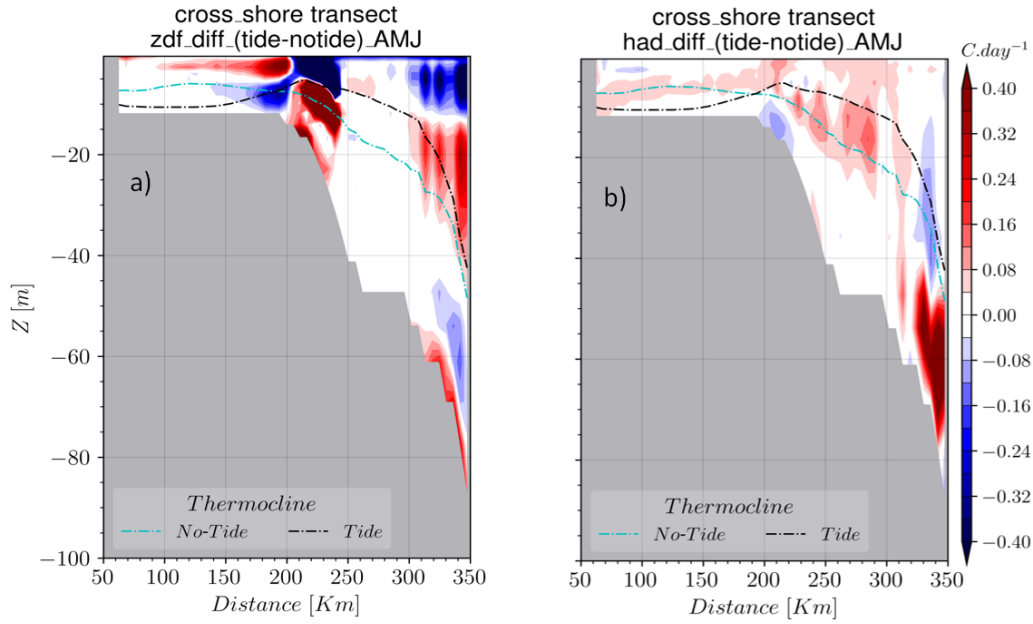 cross_shore transect
zdf_diff_(tide-notide)_AMJ
cross_shore transect
had_diff_(tide-notide)_AMJ
C.day⁻¹
a)
b)
−20
−40
−60
−80
−100
Z [m]
Thermocline
No-Tide
Tide
Thermocline
No-Tide
Tide
50 100 150 200 250 300 350
Distance [Km]
50 100 150 200 250 300 350
Distance [Km]
0.40
0.32
0.24
0.16
0.08
0.00
−0.08
−0.16
−0.24
−0.32
−0.40